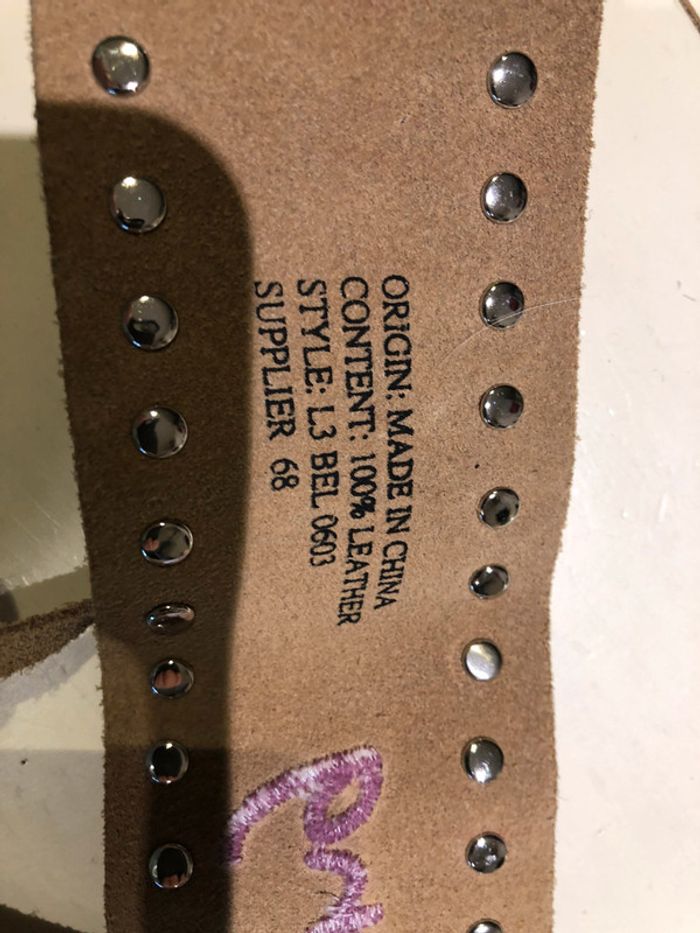 ORIGIN: MADE IN CHINA
CONTENT: 100% LEATHER
STYLE: L3 BEL 0603
SUPPLIER 68